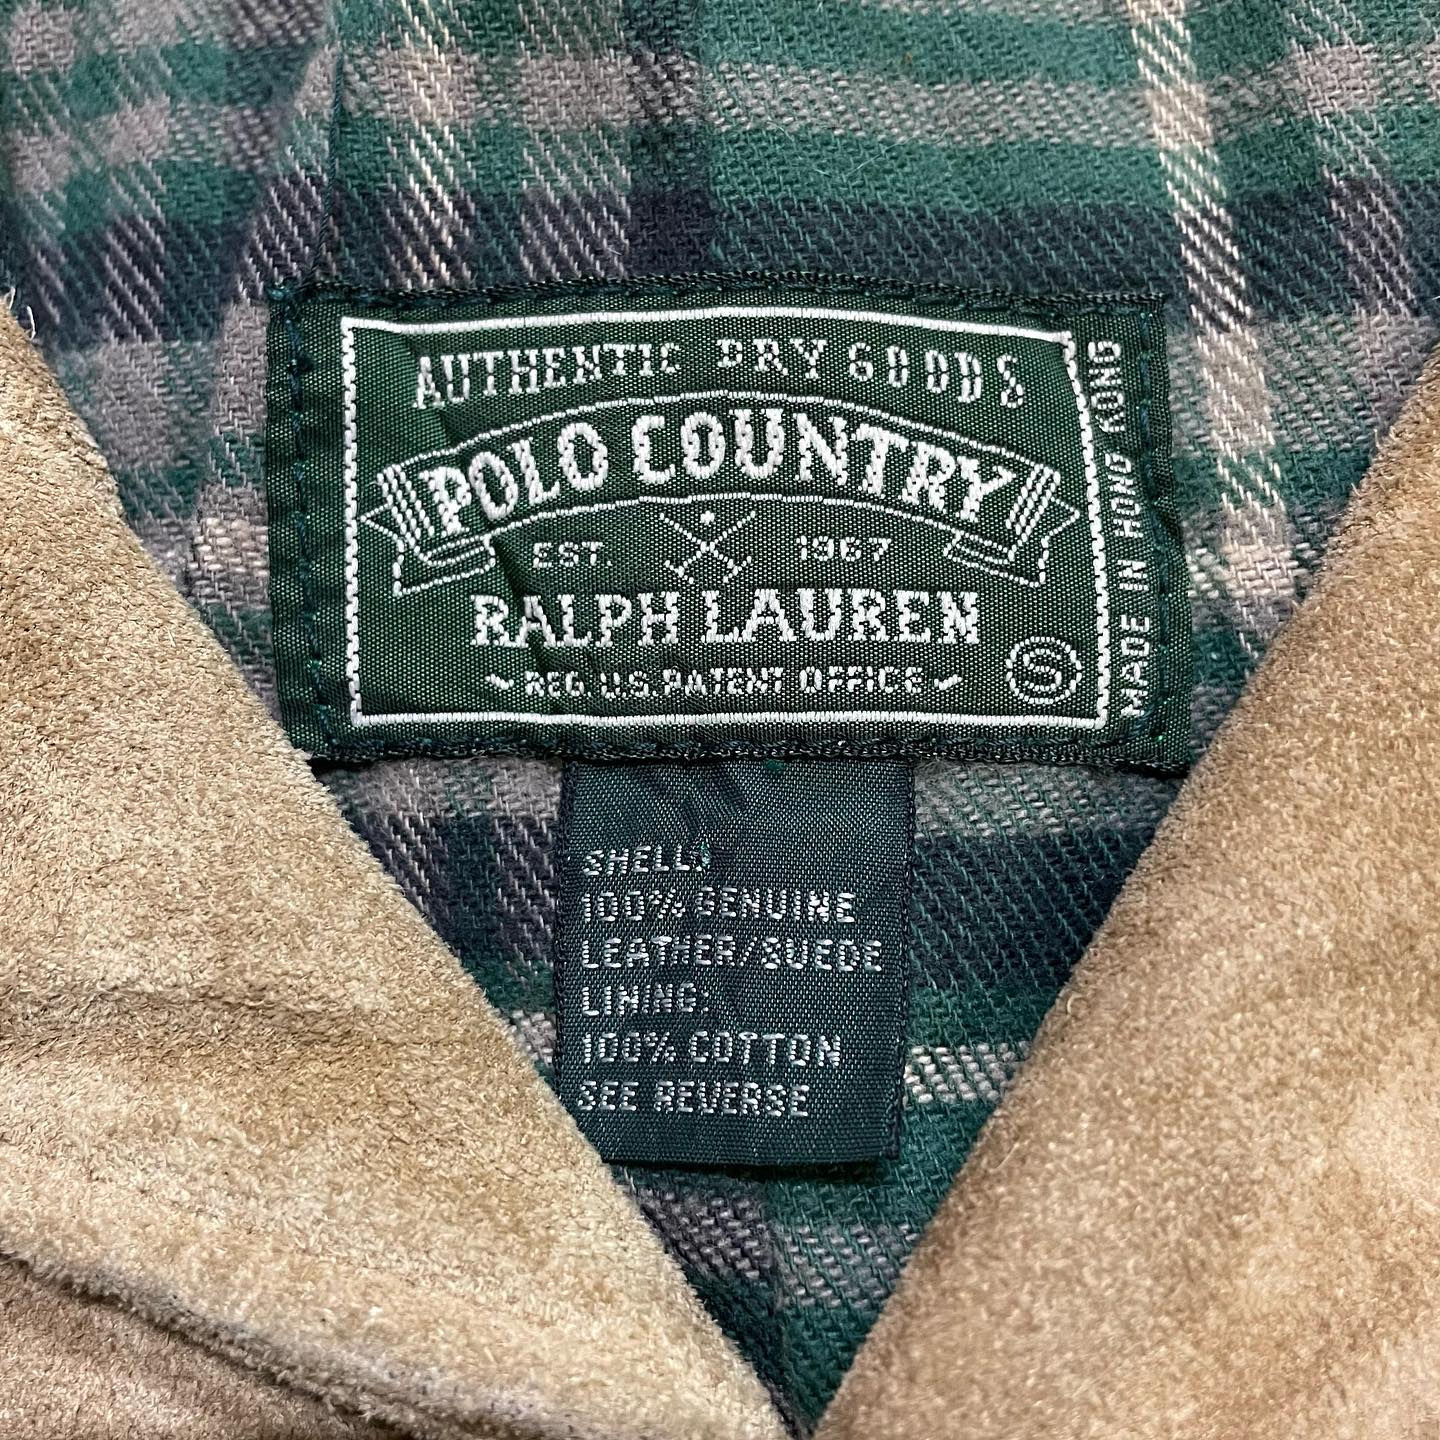 AUTHENTIC DRY GOODS
POLO COUNTRY
EST. 1967
RALPH LAUREN
REG U.S. PATENT OFFICE
S
MADE IN HONG KONG
SHELL:
100% GENUINE
LEATHER/SUEDE
LINING:
100% COTTON
SEE REVERSE